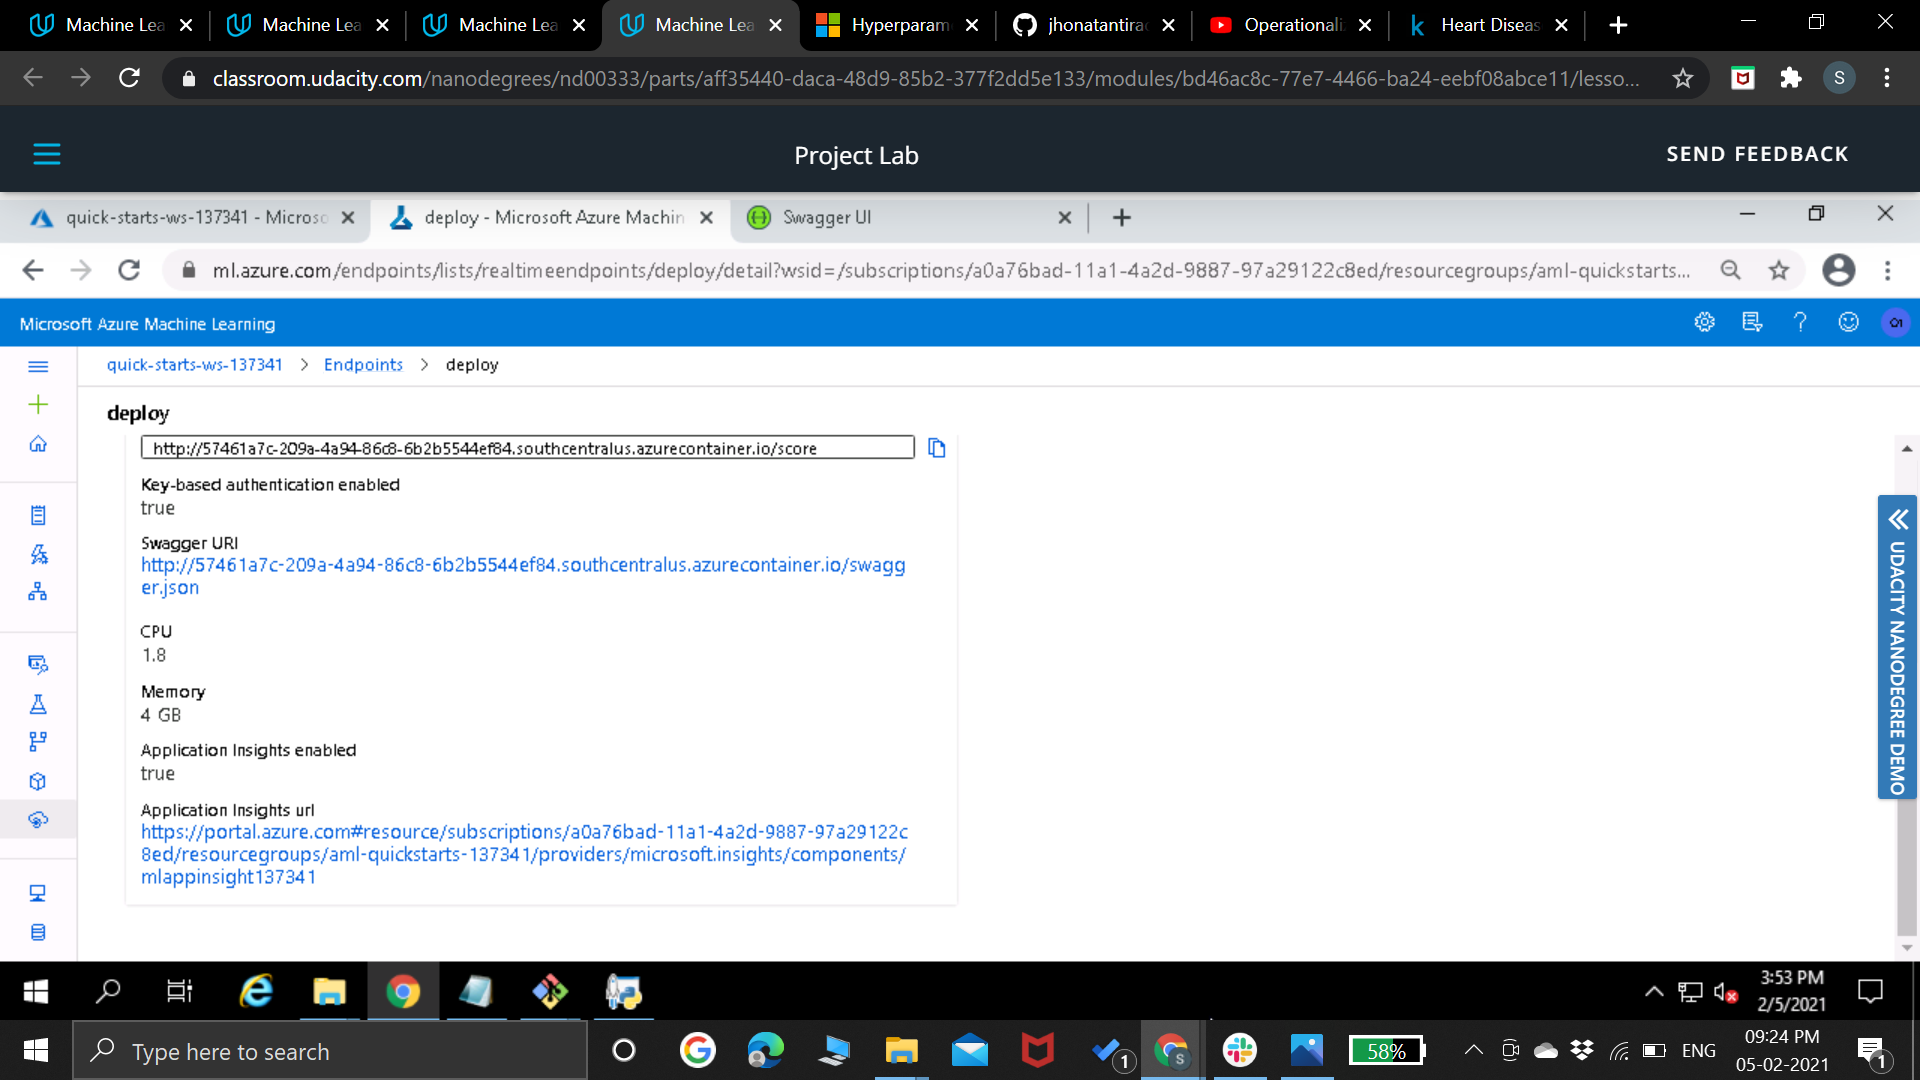 Machine Lea
Machine Lea
Machine Lea
Machine Lea
Hyperparam
jhonatantirac
Operationali
Heart Diseas
classroom.udacity.com/nanodegrees/nd00333/parts/aff35440-daca-48d9-85b2-377f2dd5e133/modules/bd46ac8c-77e7-4466-ba24-eebf08abce11/lesso...
S
Project Lab
SEND FEEDBACK
quick-starts-ws-137341 - Microso
deploy - Microsoft Azure Machin
Swagger UI
ml.azure.com/endpoints/lists/realtimeendpoints/deploy/detail?wsid=/subscriptions/a0a76bad-11a1-4a2d-9887-97a29122c8ed/resourcegroups/aml-quickstarts...
Microsoft Azure Machine Learning
quick-starts-ws-137341 > Endpoints > deploy
deploy
http://57461a7c-209a-4a94-86c8-6b2b5544ef84.southcentralus.azurecontainer.io/score
Key-based authentication enabled
true
Swagger URI
http://57461a7c-209a-4a94-86c8-6b2b5544ef84.southcentralus.azurecontainer.io/swagg
er.json
CPU
1.8
Memory
4 GB
Application Insights enabled
true
Application Insights url
https://portal.azure.com#resource/subscriptions/a0a76bad-11a1-4a2d-9887-97a29122c
8ed/resourcegroups/aml-quickstarts-137341/providers/microsoft.insights/components/
mlappinsight137341
UDACITY NANODEGREE DEMO
3:53 PM
2/5/2021
Type here to search
1
S
58%
ENG
09:24 PM
05-02-2021
1